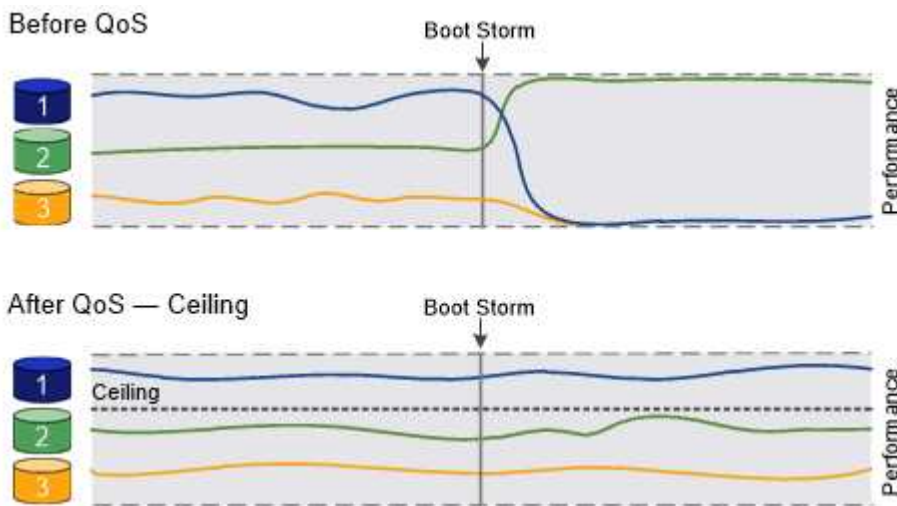 Before QoS
Boot Storm
1
2
3
Performance
After QoS — Ceiling
Boot Storm
1
Ceiling
2
3
Performance